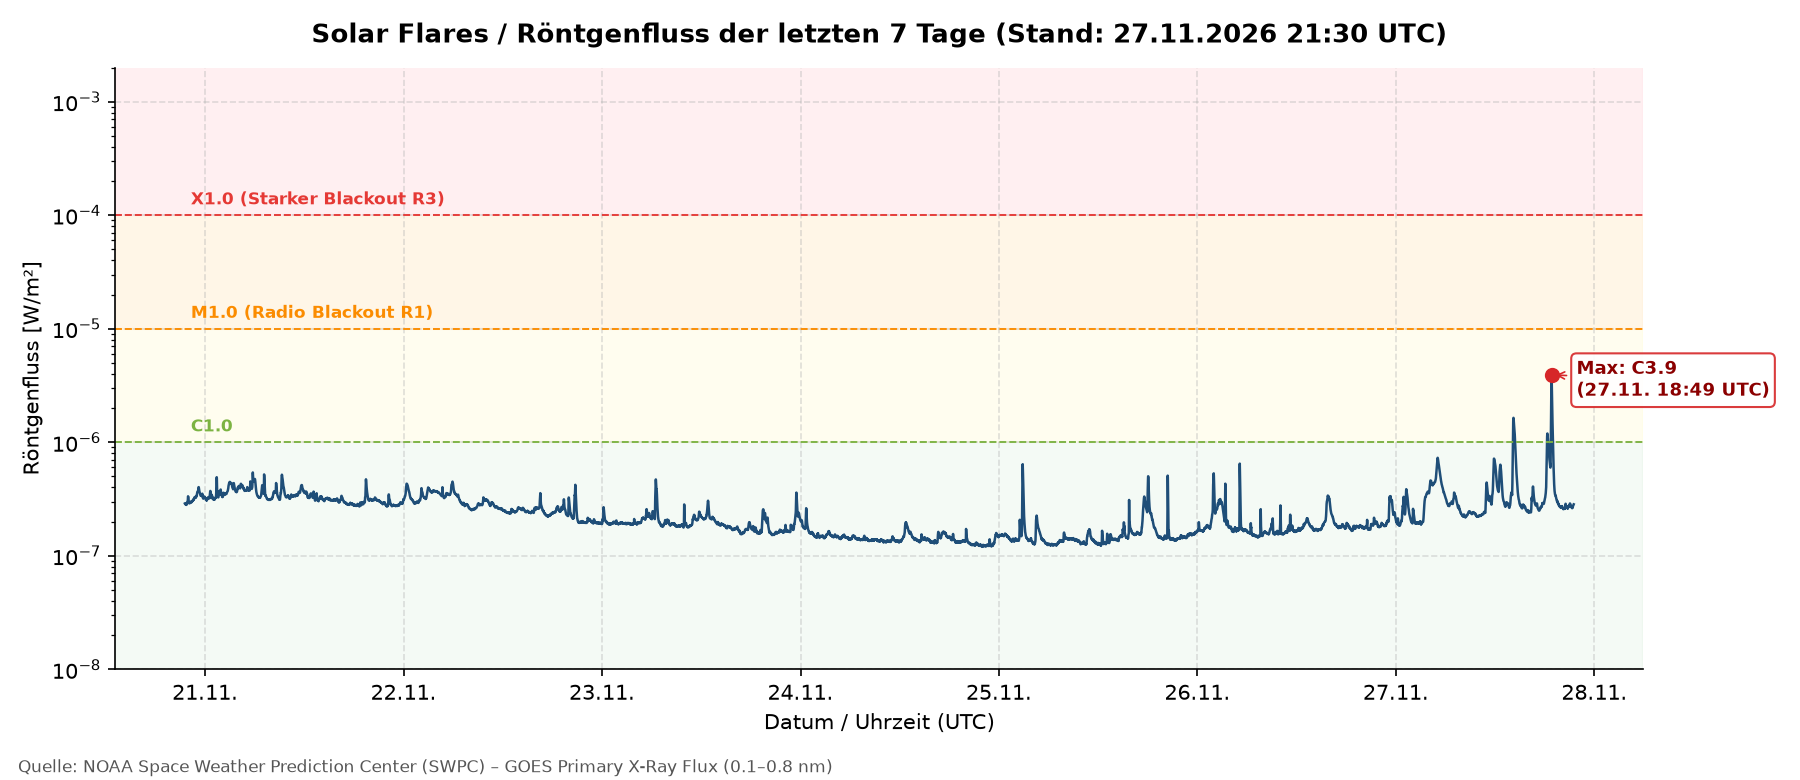 Solar Flares / Röntgenfluss der letzten 7 Tage (Stand: 27.11.2026 21:30 UTC)
Röntgenfluss [W/m²]
10⁻³
10⁻⁴
10⁻⁵
10⁻⁶
10⁻⁷
10⁻⁸
X1.0 (Starker Blackout R3)
M1.0 (Radio Blackout R1)
C1.0
Max: C3.9
(27.11. 18:49 UTC)
21.11. 22.11. 23.11. 24.11. 25.11. 26.11. 27.11. 28.11.
Datum / Uhrzeit (UTC)
Quelle: NOAA Space Weather Prediction Center (SWPC) – GOES Primary X-Ray Flux (0.1–0.8 nm)